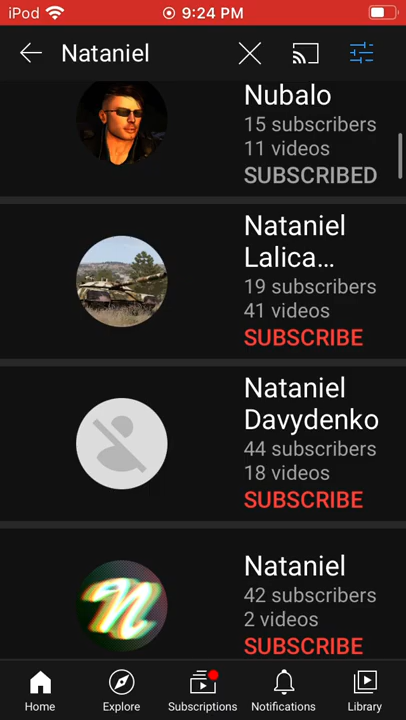 iPod 9:24 PM
Nataniel
Nubalo
15 subscribers
11 videos
SUBSCRIBED
Nataniel
Lalica...
19 subscribers
41 videos
SUBSCRIBE
Nataniel
Davydenko
44 subscribers
18 videos
SUBSCRIBE
n
Nataniel
42 subscribers
2 videos
SUBSCRIBE
Home Explore Subscriptions Notifications Library